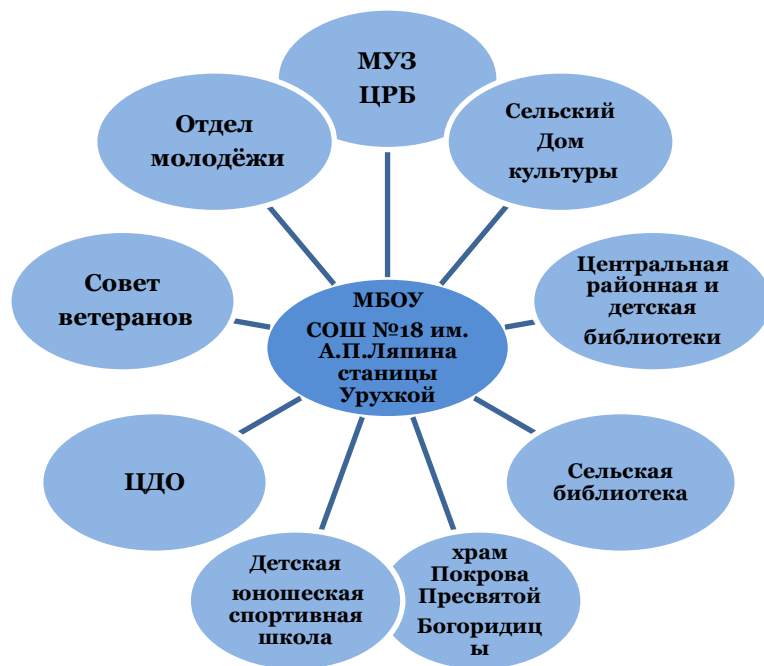 МУЗ
ЦРБ
Отдел
молодёжи
Сельский
Дом
культуры
Совет
ветеранов
Центральная
районная и
детская
библиотеки
МБОУ
СОШ №18 им.
А.П.Ляпина
станицы
Урухкой
ЦДО
Сельская
библиотека
Детская
юношеская
спортивная
школа
храм
Покрова
Пресвятой
Богоридиц
ы